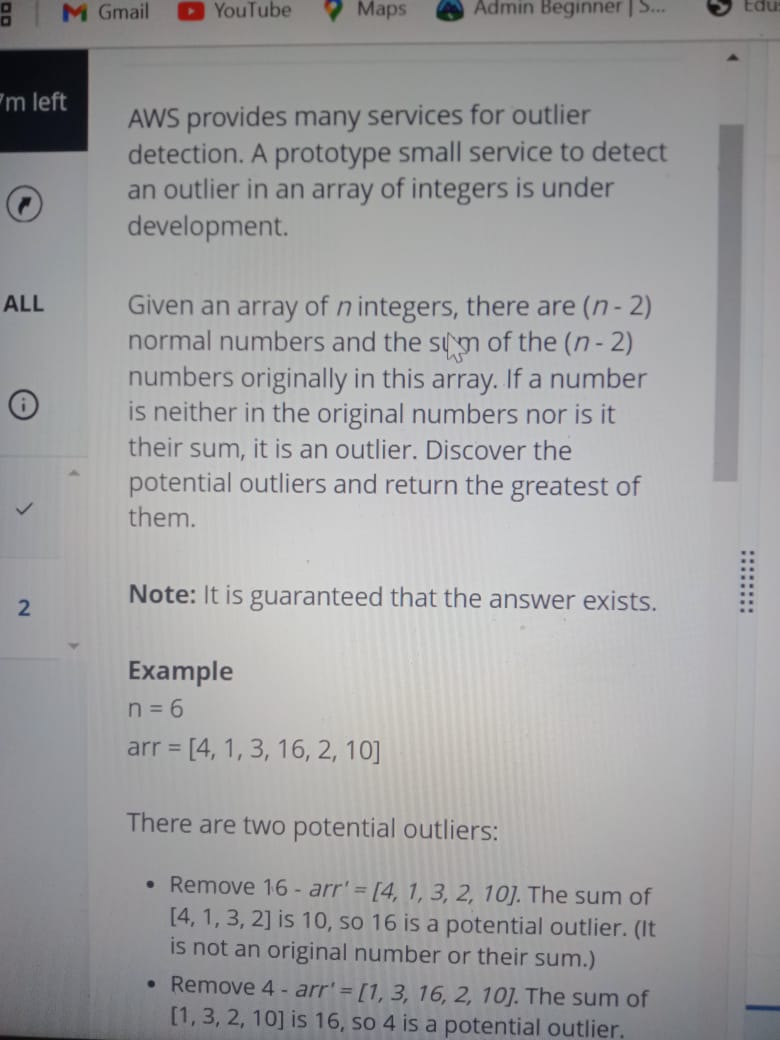 Gmail YouTube Maps Admin Beginner | S...
m left
AWS provides many services for outlier
detection. A prototype small service to detect
an outlier in an array of integers is under
development.
ALL
Given an array of n integers, there are (n - 2)
normal numbers and the sum of the (n - 2)
numbers originally in this array. If a number
is neither in the original numbers nor is it
their sum, it is an outlier. Discover the
potential outliers and return the greatest of
them.
2
Note: It is guaranteed that the answer exists.
Example
n = 6
arr = [4, 1, 3, 16, 2, 10]
There are two potential outliers:
• Remove 16 - arr' = [4, 1, 3, 2, 10]. The sum of
[4, 1, 3, 2] is 10, so 16 is a potential outlier. (It
is not an original number or their sum.)
• Remove 4 - arr' = [1, 3, 16, 2, 10]. The sum of
[1, 3, 2, 10] is 16, so 4 is a potential outlier.